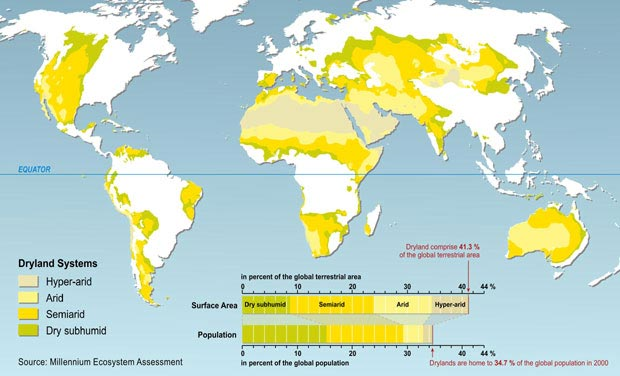 EQUATOR
Dryland Systems
Hyper-arid
Arid
Semiarid
Dry subhumid
Source: Millennium Ecosystem Assessment
Dryland comprise 41.3 %
of the global terrestrial area
in percent of the global terrestrial area
0 10 20 30 40 44 %
Surface Area
Dry subhumid Semiarid Arid Hyper-arid
Population
0 10 20 30 40 44 %
in percent of the global population
Drylands are home to 34.7 % of the global population in 2000